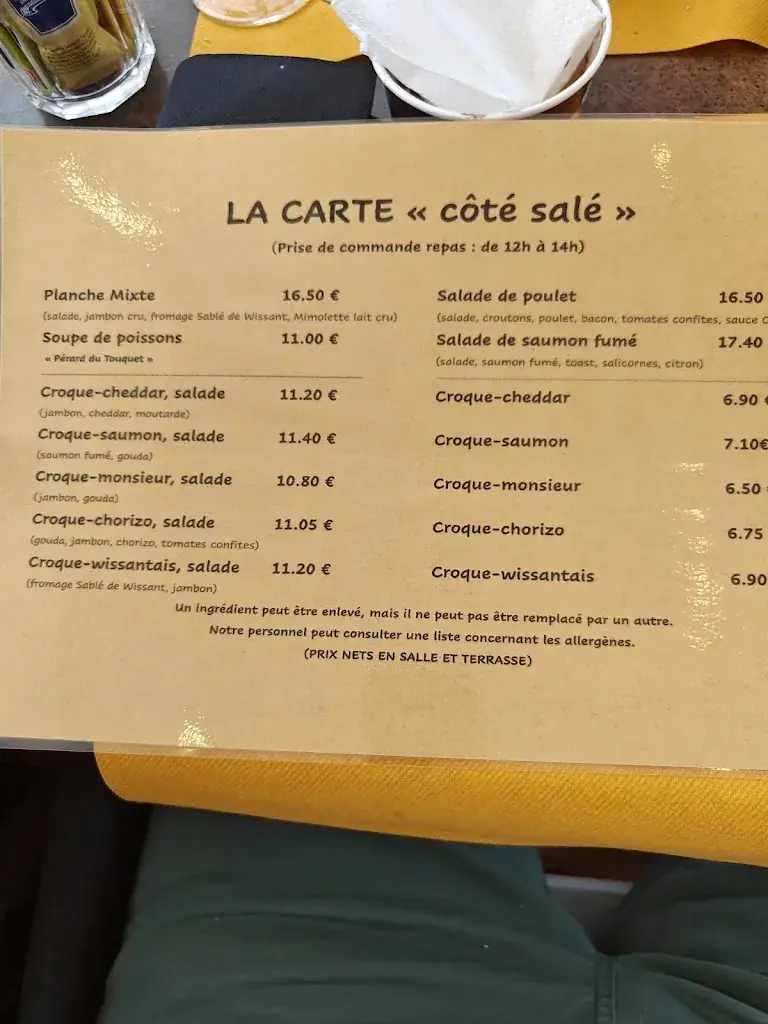 LA CARTE « côté salé »
(Prise de commande repas : de 12h à 14h)
Planche Mixte 16.50 €
(salade, jambon cru, fromage Sablé de Wissant, Mimolette lait cru)
Soupe de poissons 11.00 €
« Pérard du Touquet »
Croque-cheddar, salade 11.20 €
(jambon, cheddar, moutarde)
Croque-saumon, salade 11.40 €
(saumon fumé, gouda)
Croque-monsieur, salade 10.80 €
(jambon, gouda)
Croque-chorizo, salade 11.05 €
(gouda, jambon, chorizo, tomates confites)
Croque-wissantais, salade 11.20 €
(fromage Sablé de Wissant, jambon)
Salade de poulet 16.50
(salade, croutons, poulet, bacon, tomates confites, sauce
Salade de saumon fumé 17.40
(salade, saumon fumé, toast, salicornes, citron)
Croque-cheddar 6.90 €
Croque-saumon 7.10€
Croque-monsieur 6.50
Croque-chorizo 6.75
Croque-wissantais 6.90
Un ingrédient peut être enlevé, mais il ne peut pas être remplacé par un autre.
Notre personnel peut consulter une liste concernant les allergènes.
(PRIX NETS EN SALLE ET TERRASSE)